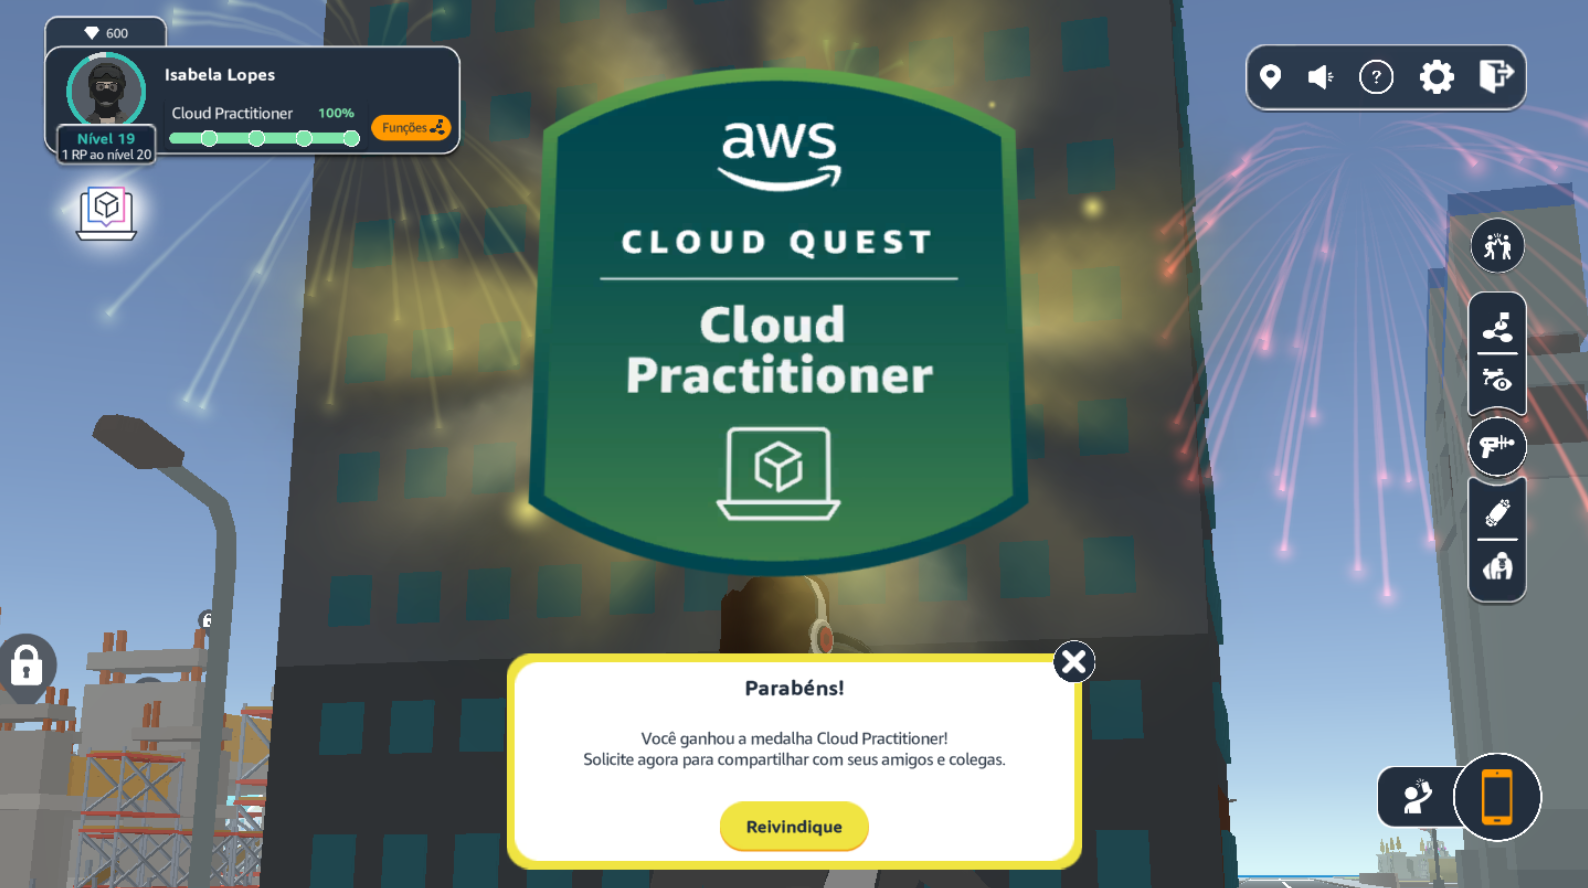 600
Isabela Lopes
Cloud Practitioner 100%
Funções
Nível 19
1 RP ao nível 20
?
aws
CLOUD QUEST
Cloud
Practitioner
Parabéns!
Você ganhou a medalha Cloud Practitioner!
Solicite agora para compartilhar com seus amigos e colegas.
Reivindique